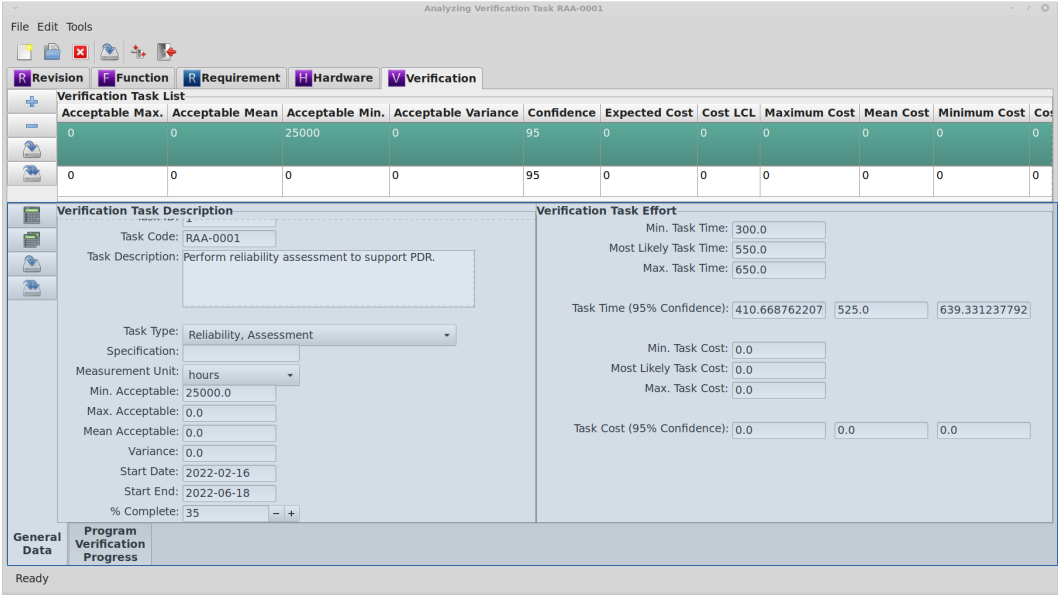 Analyzing Verification Task RAA-0001
File Edit Tools
R Revision F Function R Requirement H Hardware V Verification
Verification Task List
Acceptable Max. Acceptable Mean Acceptable Min. Acceptable Variance Confidence Expected Cost Cost LCL Maximum Cost Mean Cost Minimum Cost
0 0 25000 0 95 0 0 0 0 0 0
0 0 0 0 95 0 0 0 0 0 0
Verification Task Description
Task ID: 1
Task Code: RAA-0001
Task Description: Perform reliability assessment to support PDR.
Task Type: Reliability, Assessment
Specification:
Measurement Unit: hours
Min. Acceptable: 25000.0
Max. Acceptable: 0.0
Mean Acceptable: 0.0
Variance: 0.0
Start Date: 2022-02-16
Start End: 2022-06-18
% Complete: 35 − +
Verification Task Effort
Min. Task Time: 300.0
Most Likely Task Time: 550.0
Max. Task Time: 650.0
Task Time (95% Confidence): 410.668762207 525.0 639.331237792
Min. Task Cost: 0.0
Most Likely Task Cost: 0.0
Max. Task Cost: 0.0
Task Cost (95% Confidence): 0.0 0.0 0.0
General
Data
Program
Verification
Progress
Ready